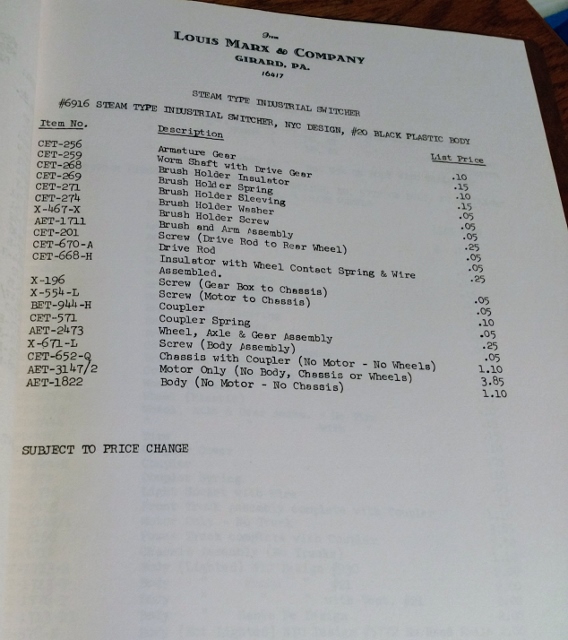 From
LOUIS MARX & COMPANY
GIRARD, PA.
16417
STEAM TYPE INDUSTRIAL SWITCHER
#6916 STEAM TYPE INDUSTRIAL SWITCHER, NYC DESIGN, #20 BLACK PLASTIC BODY
Item No. Description List Price
CET-256 Armature Gear .10
CET-259 Worm Shaft with Drive Gear .15
CET-268 Brush Holder Insulator .10
CET-269 Brush Holder Spring .15
CET-271 Brush Holder Sleeving .05
CET-274 Brush Holder Washer .05
X-467-X Brush Holder Screw .05
AET-1711 Brush and Arm Assembly .25
CET-201 Screw (Drive Rod to Rear Wheel) .05
CET-670-A Drive Rod .05
CET-668-H Insulator with Wheel Contact Spring & Wire .25
Assembled.
X-196 Screw (Gear Box to Chassis) .05
X-554-L Screw (Motor to Chassis) .05
BET-944-H Coupler .10
CET-571 Coupler Spring .05
AET-2473 Wheel, Axle & Gear Assembly .25
X-671-L Screw (Body Assembly) .05
CET-652-Q Chassis with Coupler (No Motor - No Wheels) 1.10
AET-3147/2 Motor Only (No Body, Chassis or Wheels) 3.85
AET-1822 Body (No Motor - No Chassis) 1.10
SUBJECT TO PRICE CHANGE